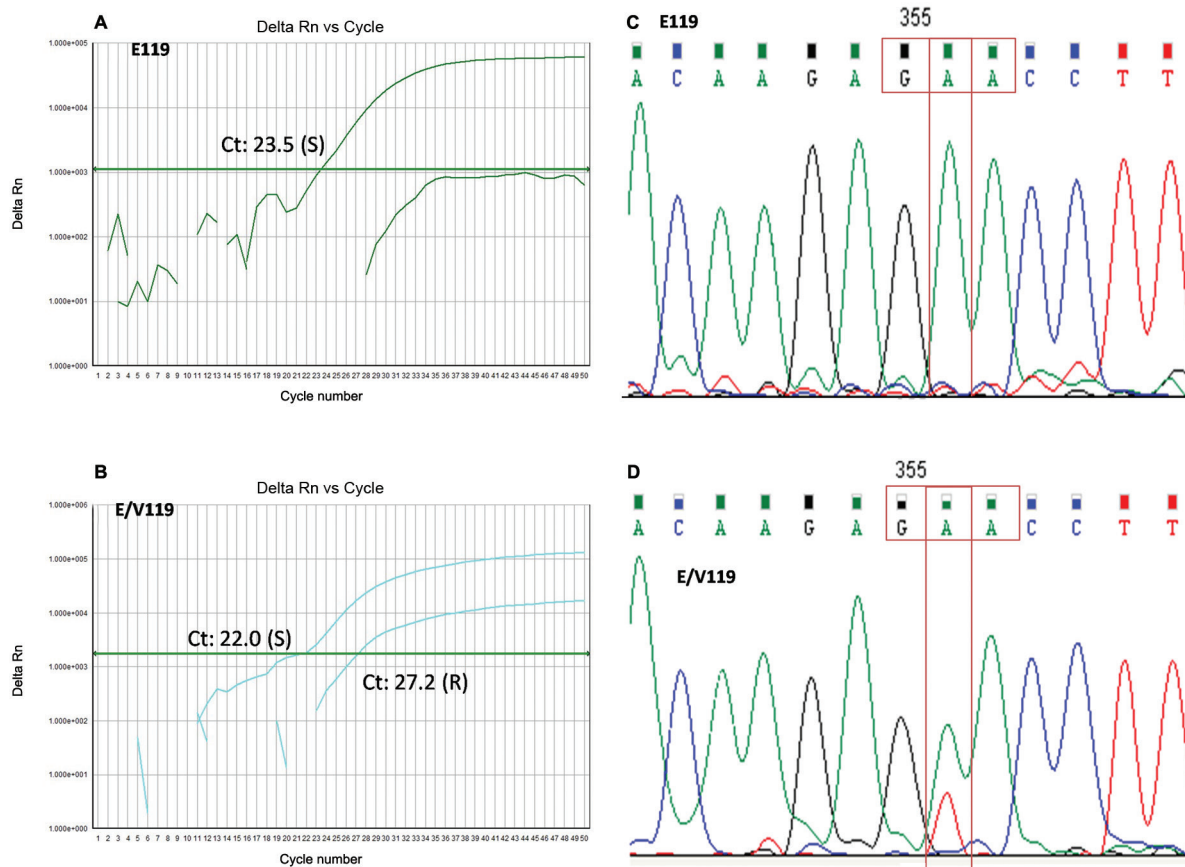 A
Delta Rn vs Cycle
E119
1.000e+005
1.000e+004
1.000e+003
1.000e+002
1.000e+001
1.000e+000
Delta Rn
Ct: 23.5 (S)
1 2 3 4 5 6 7 8 9 10 11 12 13 14 15 16 17 18 19 20 21 22 23 24 25 26 27 28 29 30 31 32 33 34 35 36 37 38 39 40 41 42 43 44 45 46 47 48 49 50
Cycle number
C E119
355
A C A A G A G A A C C T T
B
Delta Rn vs Cycle
E/V119
1.000e+006
1.000e+005
1.000e+004
1.000e+003
1.000e+002
1.000e+001
1.000e+000
Delta Rn
Ct: 22.0 (S)
Ct: 27.2 (R)
1 2 3 4 5 6 7 8 9 10 11 12 13 14 15 16 17 18 19 20 21 22 23 24 25 26 27 28 29 30 31 32 33 34 35 36 37 38 39 40 41 42 43 44 45 46 47 48 49 50
Cycle number
D
355
A C A A G A G A A C C T T
E/V119